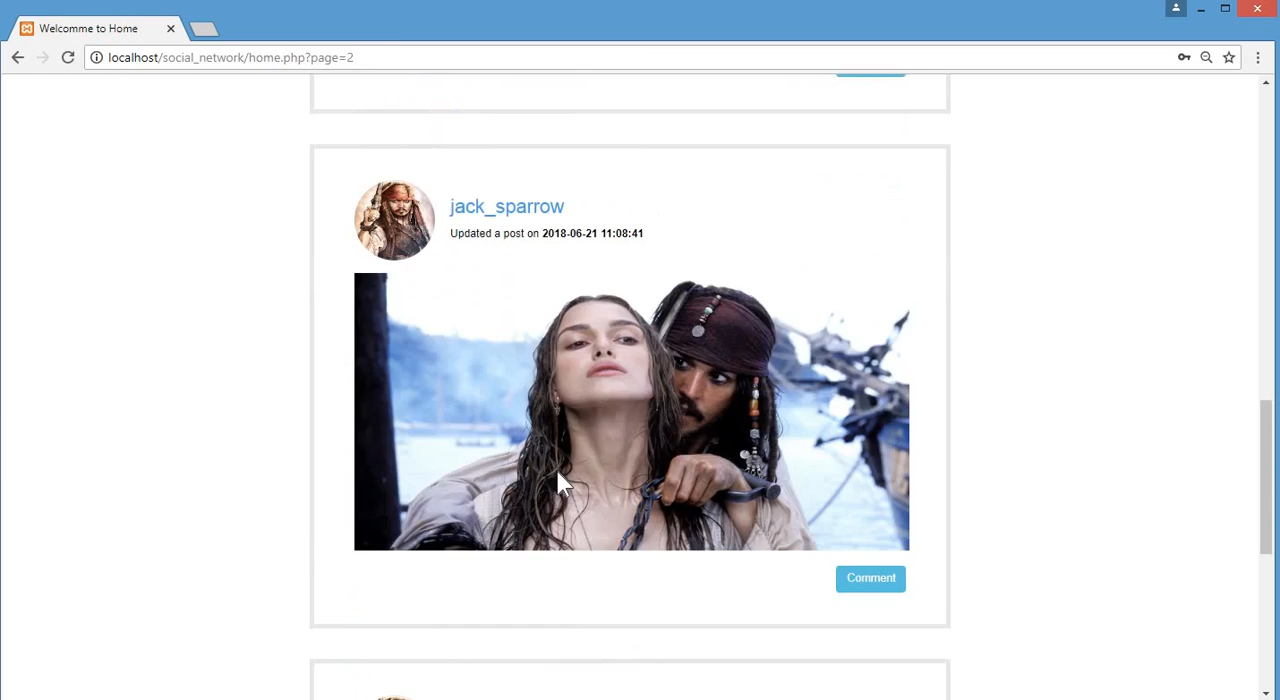 Welcomme to Home
localhost/social_network/home.php?page=2
jack_sparrow
Updated a post on 2018-06-21 11:08:41
Comment